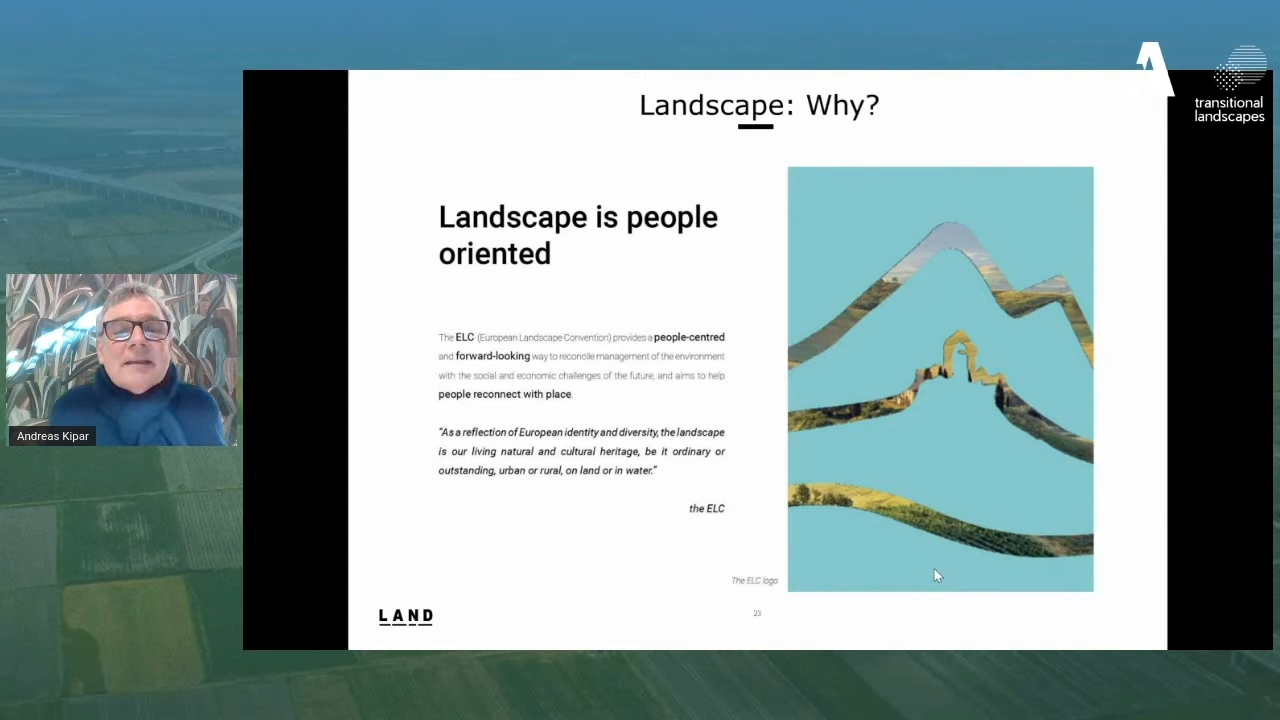 transitional
landscapes
Landscape: Why?
Landscape is people
oriented
The ELC (European Landscape Convention) provides a people-centred
and forward-looking way to reconcile management of the environment
with the social and economic challenges of the future, and aims to help
people reconnect with place.
"As a reflection of European identity and diversity, the landscape
is our living natural and cultural heritage, be it ordinary or
outstanding, urban or rural, on land or in water."
the ELC
The ELC logo
LAND
23
Andreas Kipar